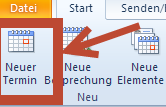 Datei Start Senden/
Neuer Termin
Neue Besprechung
Neue Elemente
Neu